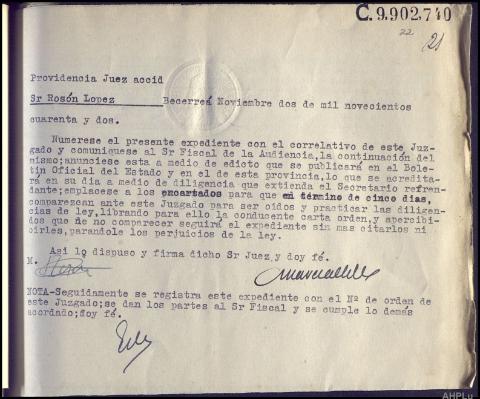 C.9.902,740
22
21
Providencia Juez accid
Sr Rosón Lopez Becerreá Noviembre dos de mil novecientos
cuarenta y dos.
Numerese el presente expediente con el correlativo de este Juz-
gado y comuniquese al Sr Fiscal de la Audiencia,la continuación del
mismo;anunciese esta a medio de edicto que se publicará en el Bole-
tin Oficial del Estado y en el de esta provincia,lo que se acredita-
rá en su dia a medio de diligencia que extienda el Secretario refren-
dante;emplacese a los encartados para que en término de cinco dias,
comparezcan ante este Juzgado para ser oidos y practicar las diligen-
cias de ley,librando para ello la conducente carta orden,y apercibi-
dos que de no comparecer seguirá el expediente sin mas citarlos ni
oirles,parandole los perjuicios de la ley.
Asi lo dispuso y firma dicho Sr Juez,y doy fé.
M.
NOTA-Seguidamente se registra este expediente con el Nº de orden de
este Juzgado;se dan los partes al Sr Fiscal y se cumple lo demás
acordado;doy fé.
AHPLu